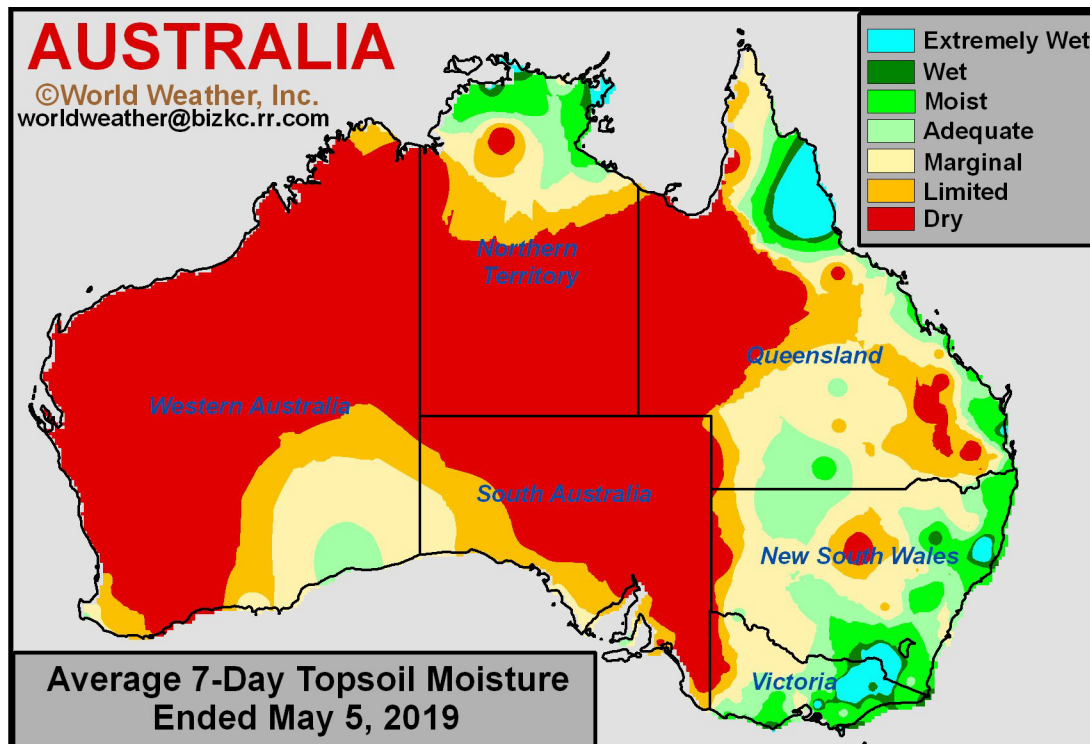 AUSTRALIA
©World Weather, Inc.
worldweather@bizkc.rr.com
Extremely Wet
Wet
Moist
Adequate
Marginal
Limited
Dry
Northern
Territory
Queensland
Western Australia
South Australia
New South Wales
Victoria
Average 7-Day Topsoil Moisture
Ended May 5, 2019